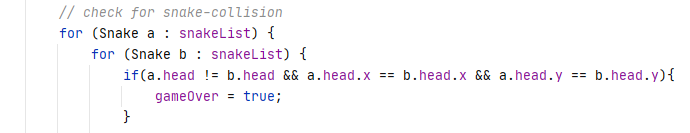 // check for snake-collision
for (Snake a : snakeList) {
for (Snake b : snakeList) {
if(a.head != b.head && a.head.x == b.head.x && a.head.y == b.head.y){
gameOver = true;
}